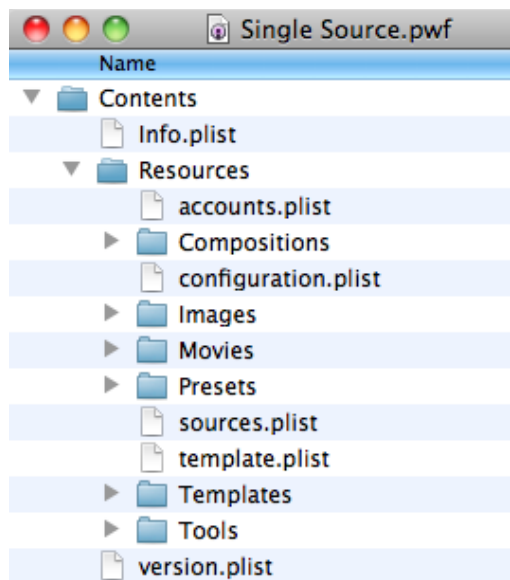 Single Source.pwf
Name
Contents
Info.plist
Resources
accounts.plist
Compositions
configuration.plist
Images
Movies
Presets
sources.plist
template.plist
Templates
Tools
version.plist